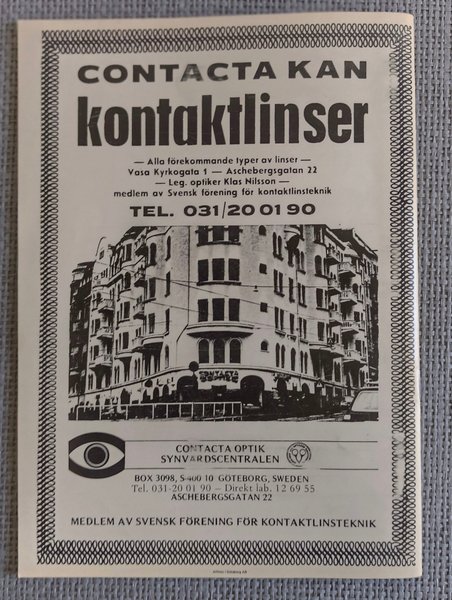 CONTACTA KAN
kontaktlinser
— Alla förekommande typer av linser —
Vasa Kyrkogata 1 — Aschebergsgatan 22
— Leg. optiker Klas Nilsson —
medlem av Svensk förening för kontaktlinsteknik
TEL. 031/20 01 90
CONTACTA
CONTACTA OPTIK
SYNVÅRDSCENTRALEN
BOX 3098, S-400 10 GÖTEBORG, SWEDEN
Tel. 031-20 01 90 – Direkt lab. 12 69 55
ASCHEBERGSGATAN 22
MEDLEM AV SVENSK FÖRENING FÖR KONTAKTLINSTEKNIK